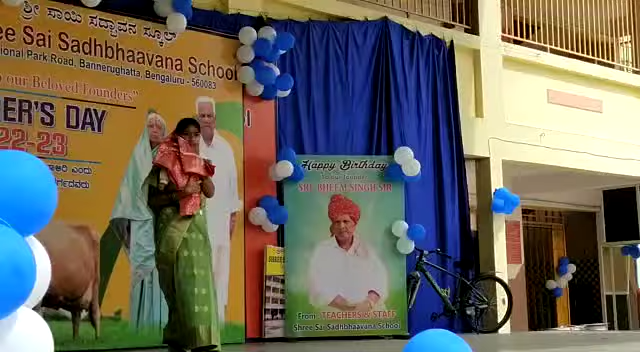 ಶ್ರೀ ಸಾಯಿ ಸದ್ಭಾವನ ಸ್ಕೂಲ್
ree Sai Sadhbhaavana School
ional Park Road, Bannerughatta, Bengaluru - 560083
o our Beloved Founders"
ER'S DAY
22-23
Happy Birthday
SRI. BHEEM SINGH SIR
From:- TEACHERS & STAFF
Shree Sai Sadhbhaavana School